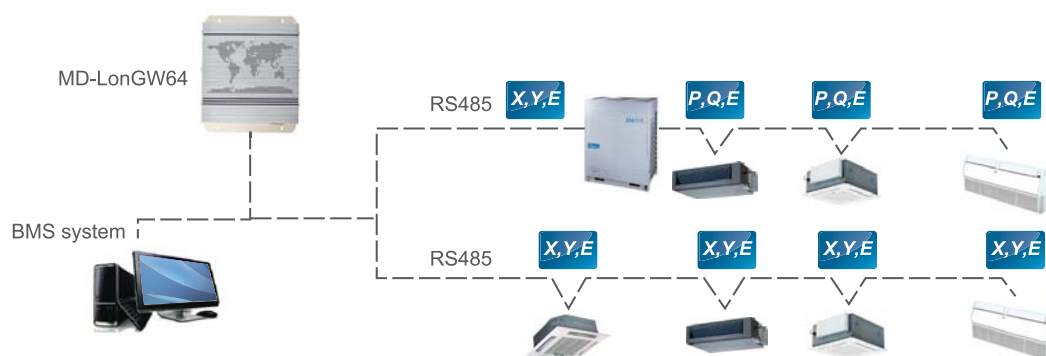 MD-LonGW64
RS485
X,Y,E
P,Q,E
P,Q,E
P,Q,E
BMS system
RS485
X,Y,E
X,Y,E
X,Y,E
X,Y,E